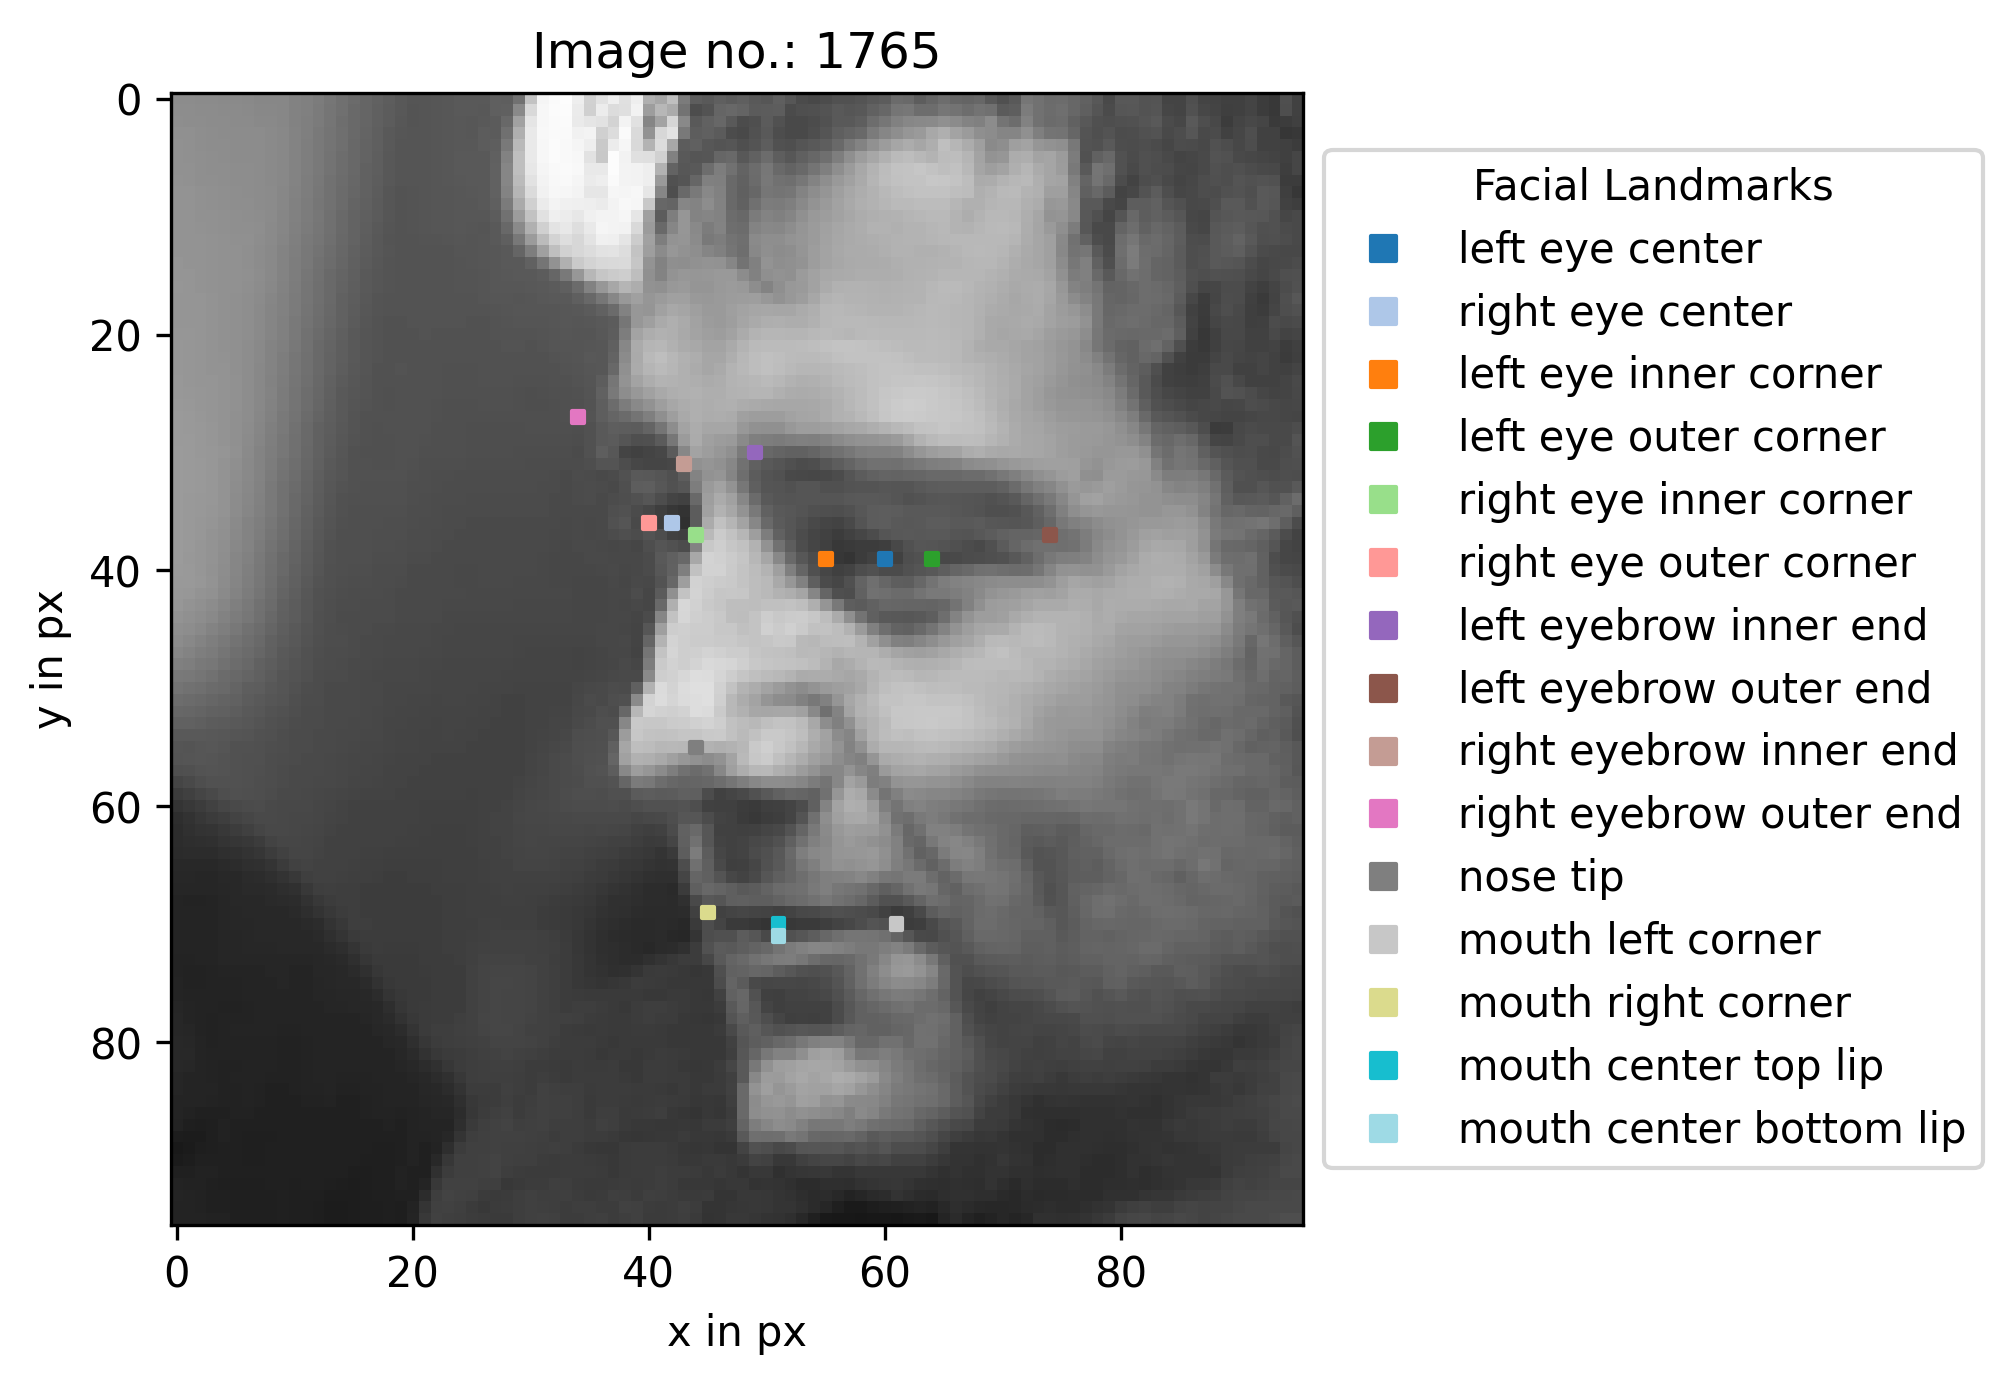 Image no.: 1765
0
20
40
60
80
y in px
0 20 40 60 80
x in px
Facial Landmarks
left eye center
right eye center
left eye inner corner
left eye outer corner
right eye inner corner
right eye outer corner
left eyebrow inner end
left eyebrow outer end
right eyebrow inner end
right eyebrow outer end
nose tip
mouth left corner
mouth right corner
mouth center top lip
mouth center bottom lip